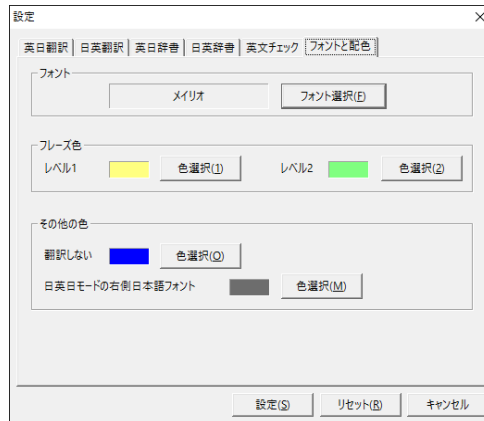 設定
英日翻訳 日英翻訳 英日辞書 日英辞書 英文チェック フォントと配色
フォント
メイリオ フォント選択(F)
フレーズ色
レベル1 色選択(1) レベル2 色選択(2)
その他の色
翻訳しない 色選択(O)
日英日モードの右側日本語フォント 色選択(M)
設定(S) リセット(R) キャンセル